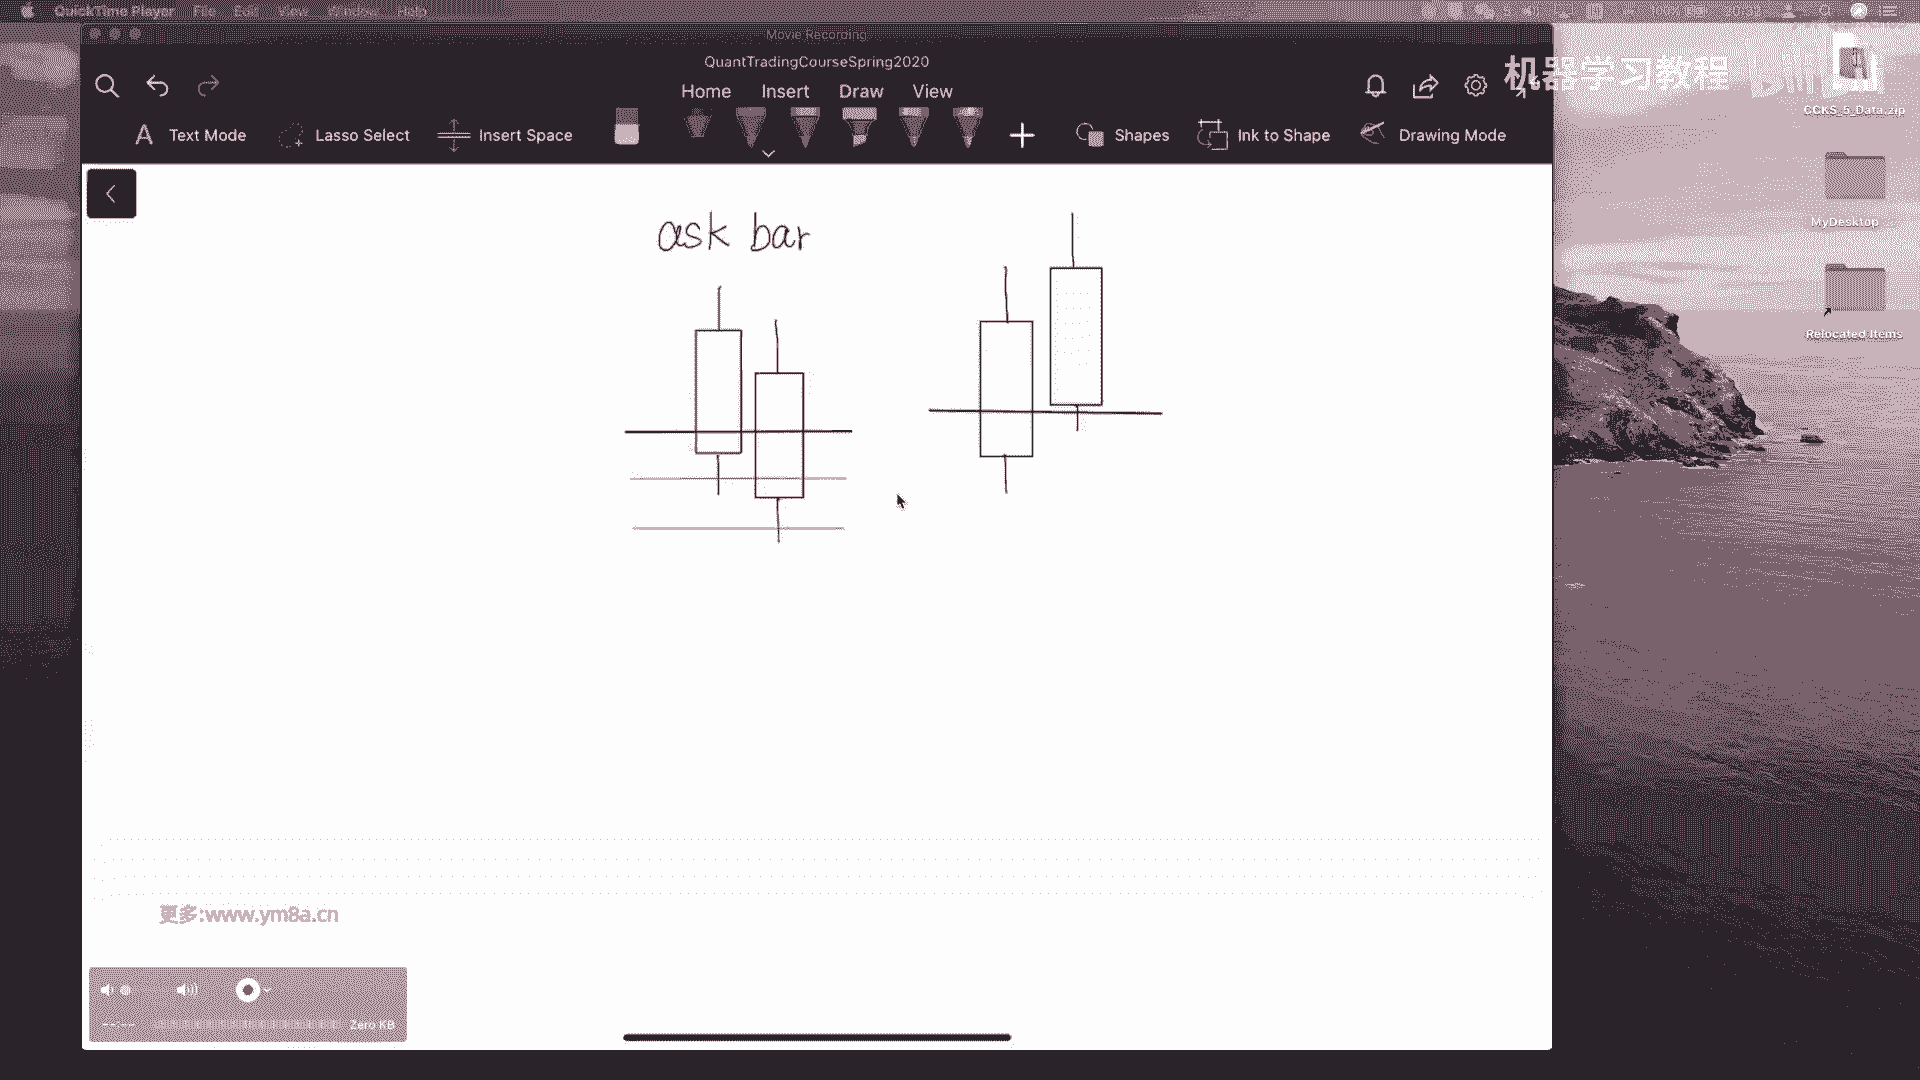 QuickTime Player File Edit View Window Help
Movie Recording
QuantTradingCourseSpring2020
Home Insert Draw View
机器学习教程
Text Mode Lasso Select Insert Space Shapes Ink to Shape Drawing Mode
CCKS_5_Data.zip
MyDesktop
Relocated Items
ask bar
更多:www.ym8a.cn
--:-- Zero KB